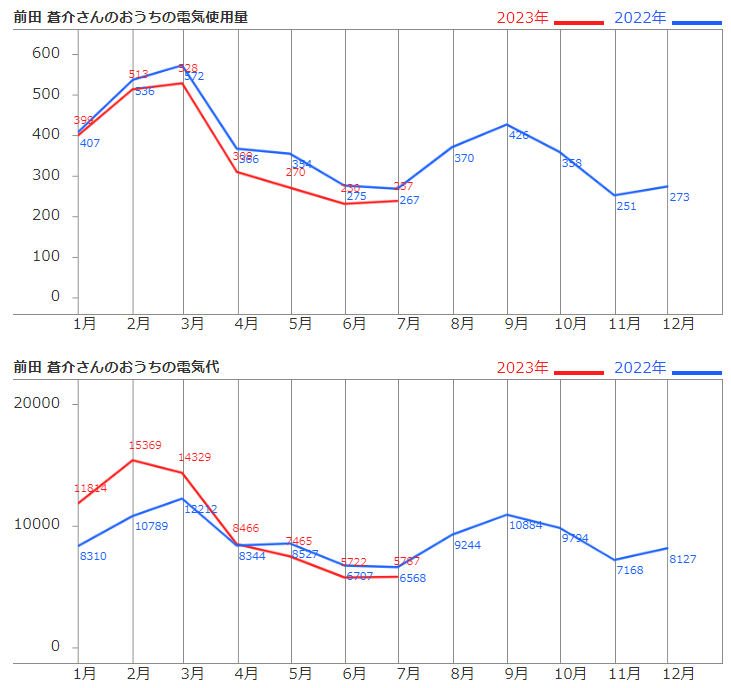 前田 蒼介さんのおうちの電気使用量 2023年 2022年
600
500
400
300
200
100
0
513 528
536 572
407
366 354 270
275 267
370 426 358 251 273
1月 2月 3月 4月 5月 6月 7月 8月 9月 10月 11月 12月
前田 蒼介さんのおうちの電気代 2023年 2022年
20000
10000
0
11814 15369 14329 8466 7465 5722 5787
8310 10789 12212 8344 8527 6707 6568 9244 10884 9794 7168 8127
1月 2月 3月 4月 5月 6月 7月 8月 9月 10月 11月 12月